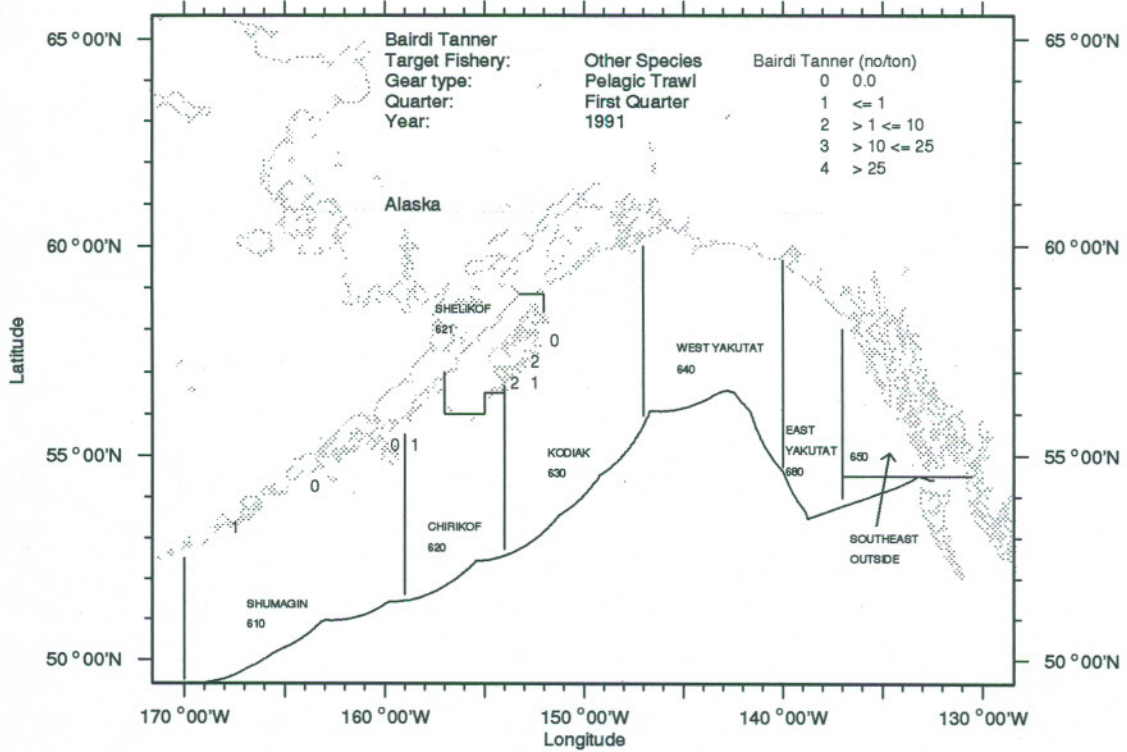 65 °00'N
65 °00'N
Bairdi Tanner
Target Fishery: Other Species
Gear type: Pelagic Trawl
Quarter: First Quarter
Year: 1991
Bairdi Tanner (no/ton)
0 0.0
1 <= 1
2 > 1 <= 10
3 > 10 <= 25
4 > 25
Alaska
60 °00'N
60 °00'N
SHELIKOF
621
0
2
2 1
WEST YAKUTAT
640
Latitude
0 1
EAST
YAKUTAT
680
650
55 °00'N
55 °00'N
KODIAK
630
0
1
CHIRIKOF
620
SOUTHEAST
OUTSIDE
SHUMAGIN
610
50 °00'N
50 °00'N
170 °00'W
160 °00'W
150 °00'W
140 °00'W
130 °00'W
Longitude